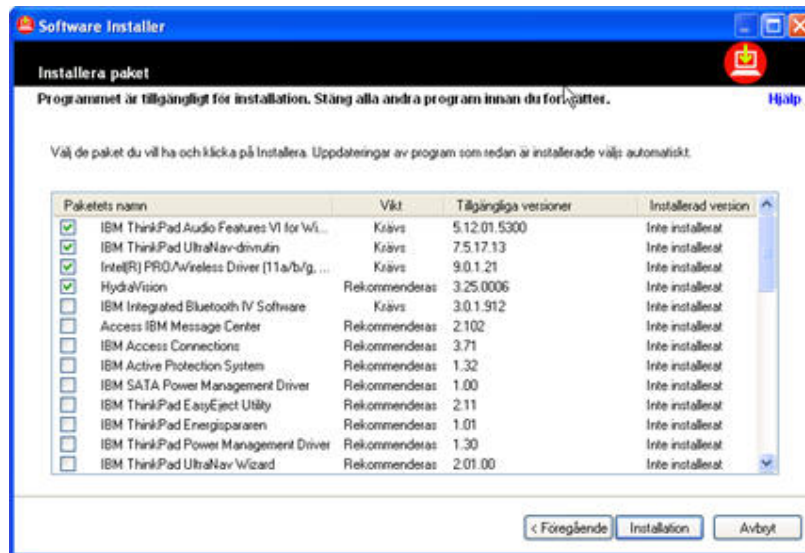 Software Installer
Installera paket
Programmet är tillgängligt för installation. Stäng alla andra program innan du fortsätter.
Hjälp
Välj de paket du vill ha och klicka på Installera. Uppdateringar av program som redan är installerade väljs automatiskt.
Paketets namn Vikt Tillgängliga versioner Installerad version
IBM ThinkPad Audio Features VI for Wi... Krävs 5.12.01.5300 Inte installerat
IBM ThinkPad UltraNav-drivrutin Krävs 7.5.17.13 Inte installerat
Intel(R) PRO/Wireless Driver (11a/b/g, ... Krävs 9.0.1.21 Inte installerat
HydraVision Rekommenderas 3.25.0006 Inte installerat
IBM Integrated Bluetooth IV Software Krävs 3.0.1.912 Inte installerat
Access IBM Message Center Rekommenderas 2.102 Inte installerat
IBM Access Connections Rekommenderas 3.71 Inte installerat
IBM Active Protection System Rekommenderas 1.32 Inte installerat
IBM SATA Power Management Driver Rekommenderas 1.00 Inte installerat
IBM ThinkPad EasyEject Utility Rekommenderas 2.11 Inte installerat
IBM ThinkPad Energispararen Rekommenderas 1.01 Inte installerat
IBM ThinkPad Power Management Driver Rekommenderas 1.30 Inte installerat
IBM ThinkPad UltraNav Wizard Rekommenderas 2.01.00 Inte installerat
< Föregående Installation Avbryt